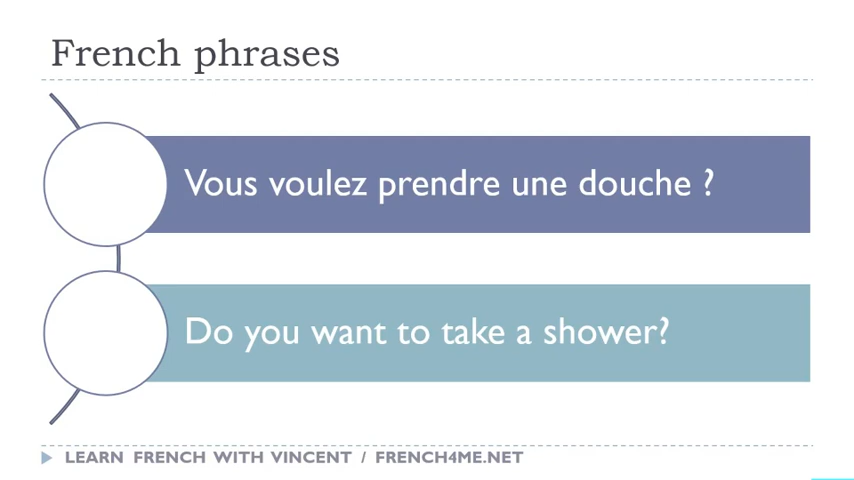 French phrases
Vous voulez prendre une douche ?
Do you want to take a shower?
LEARN FRENCH WITH VINCENT / FRENCH4ME.NET